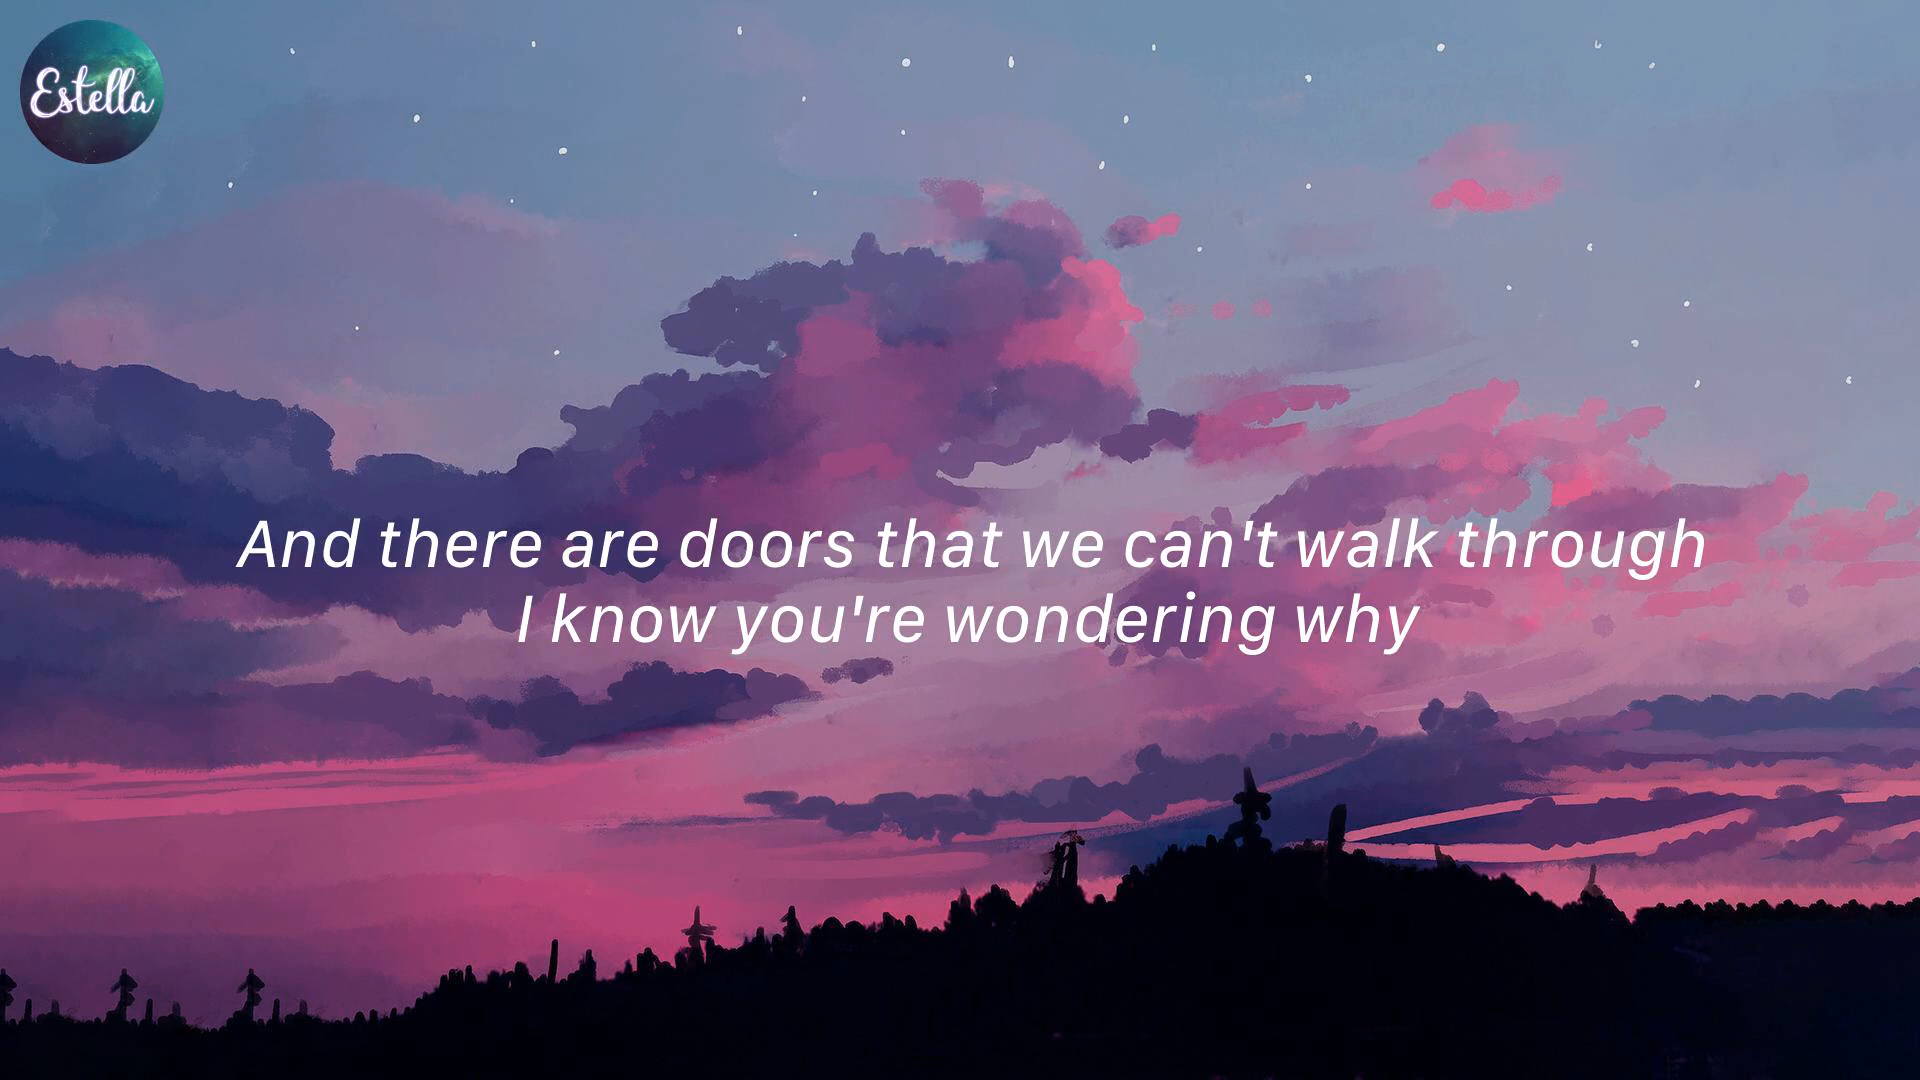 Estella
And there are doors that we can't walk through
I know you're wondering why